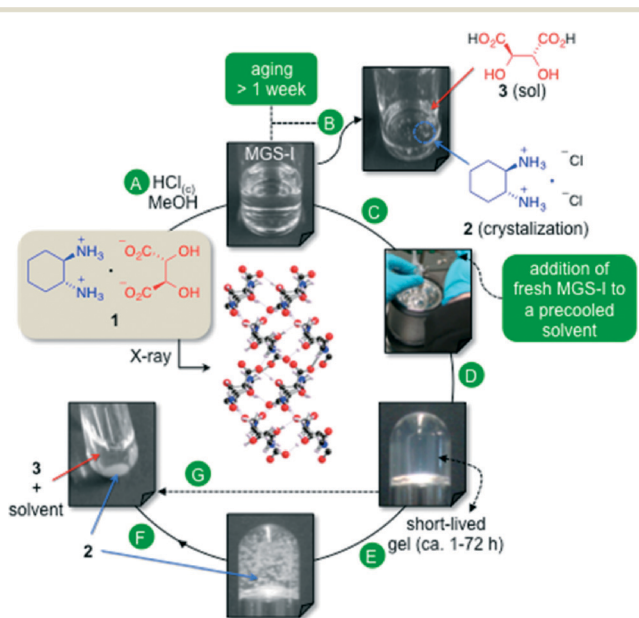 aging
> 1 week
B
HO₂C CO₂H
HO OH
3 (sol)
MGS-I
A HCl(c)
MeOH
+
NH₃ ⁻Cl
•
NH₃ ⁻Cl
+
2 (crystalization)
C
+
NH₃ ⁻O₂C OH
•
NH₃ ⁻O₂C OH
+
1
addition of
fresh MGS-I to
a precooled
solvent
X-ray
D
3
+
solvent
G
short-lived
gel (ca. 1-72 h)
2
F
E